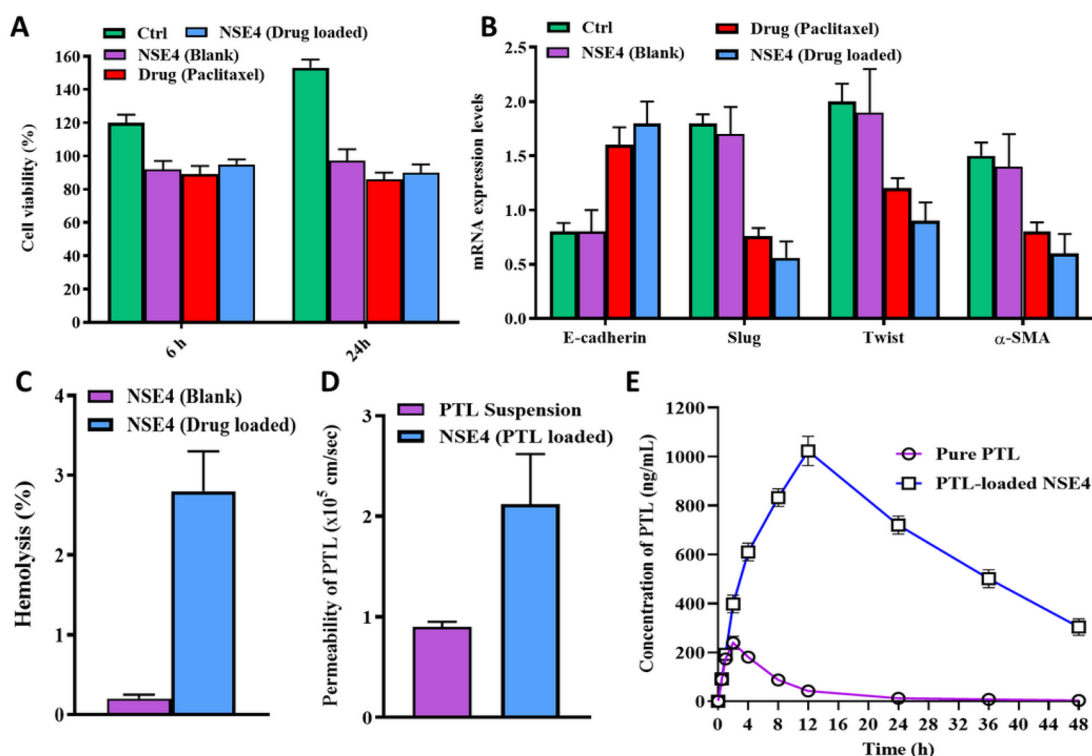 A
Ctrl
NSE4 (Drug loaded)
NSE4 (Blank)
Drug (Paclitaxel)
Cell viability (%)
160
140
120
100
80
60
40
20
0
6 h
24h
B
Ctrl
Drug (Paclitaxel)
NSE4 (Blank)
NSE4 (Drug loaded)
mRNA expression levels
2.5
2.0
1.5
1.0
0.5
0.0
E-cadherin
Slug
Twist
α-SMA
C
NSE4 (Blank)
NSE4 (Drug loaded)
Hemolysis (%)
4
3
2
1
0
D
PTL Suspension
NSE4 (PTL loaded)
Permeability of PTL (x10⁵ cm/sec)
3
2
1
0
E
Pure PTL
PTL-loaded NSE4
Concentration of PTL (ng/mL)
1200
1000
800
600
400
200
0
0 4 8 12 16 20 24 28 32 36 40 44 48
Time (h)